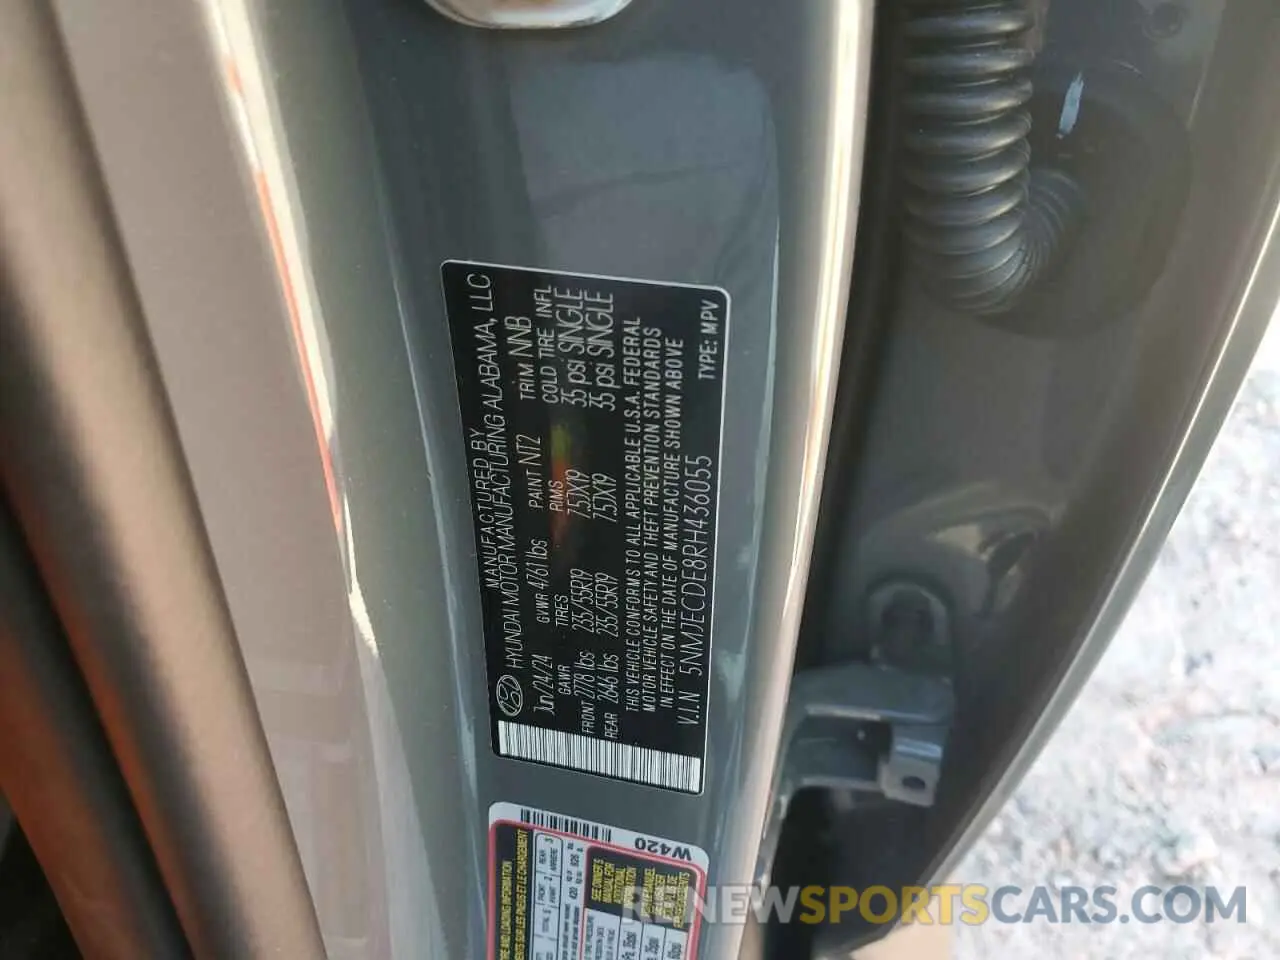 MANUFACTURED BY
HYUNDAI MOTOR MANUFACTURING ALABAMA, LLC
Jun/24/24 GVWR 4761 lbs PAINT NT2 TRIM NNB
GAWR TIRES RIMS COLD TIRE INFL
FRONT 2778 lbs 235/55R19 7.5JX19 35 psi SINGLE
REAR 2646 lbs 235/55R19 7.5JX19 35 psi SINGLE
THIS VEHICLE CONFORMS TO ALL APPLICABLE U.S.A. FEDERAL
MOTOR VEHICLE SAFETY AND THEFT PREVENTION STANDARDS
IN EFFECT ON THE DATE OF MANUFACTURE SHOWN ABOVE
V.I.N 5NMJECDE8RH436055 TYPE: MPV
W420
RENEWSPORTSCARS.COM